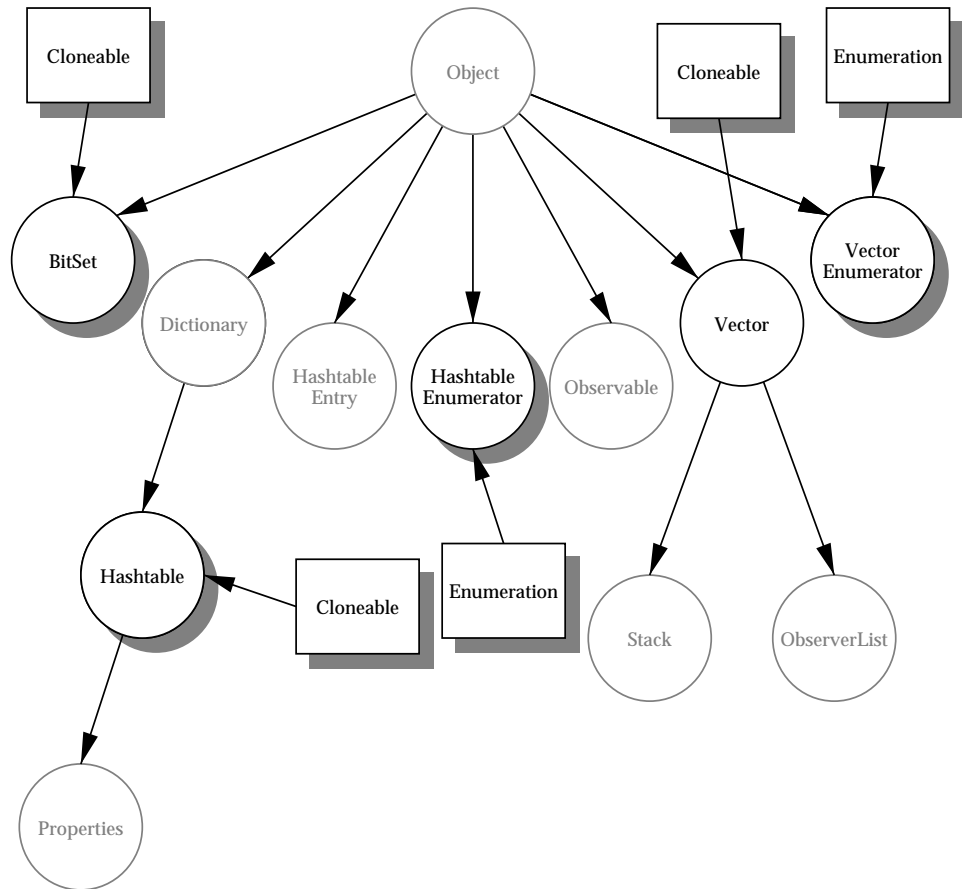 Cloneable
Object
Cloneable
Enumeration
BitSet
Vector
Enumerator
Dictionary
Vector
Hashtable
Entry
Hashtable
Enumerator
Observable
Hashtable
Cloneable
Enumeration
Stack
ObserverList
Properties